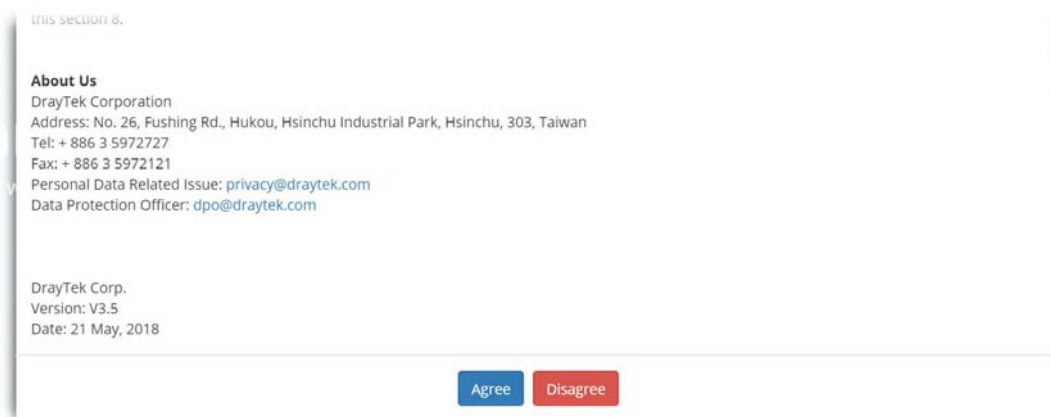 this section 8.
About Us
DrayTek Corporation
Address: No. 26, Fushing Rd., Hukou, Hsinchu Industrial Park, Hsinchu, 303, Taiwan
Tel: + 886 3 5972727
Fax: + 886 3 5972121
Personal Data Related Issue: privacy@draytek.com
Data Protection Officer: dpo@draytek.com
DrayTek Corp.
Version: V3.5
Date: 21 May, 2018
Agree Disagree